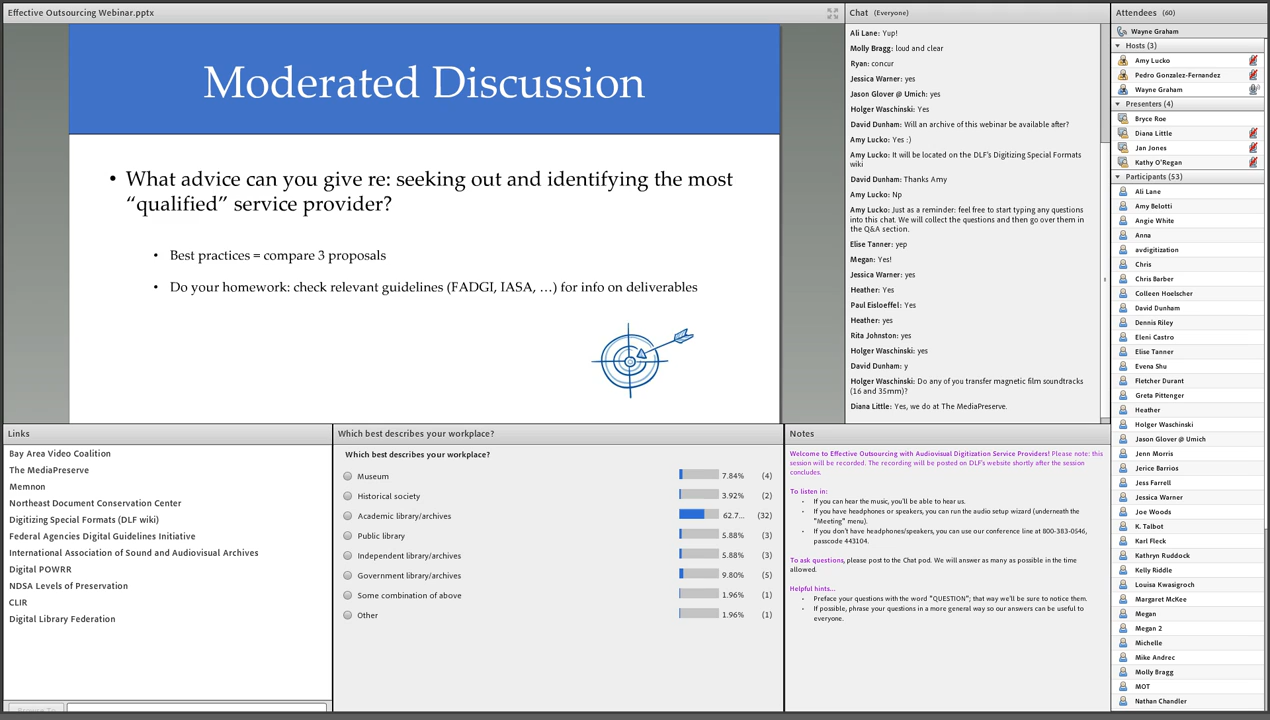 Effective Outsourcing Webinar.pptx
Moderated Discussion
• What advice can you give re: seeking out and identifying the most
“qualified” service provider?
• Best practices = compare 3 proposals
• Do your homework: check relevant guidelines (FADGI, IASA, …) for info on deliverables
Chat (Everyone)
Ali Lane: Yup!
Molly Bragg: loud and clear
Ryan: concur
Jessica Warner: yes
Jason Glover @ Umich: yes
Holger Waschinski: Yes
David Dunham: Will an archive of this webinar be available after?
Amy Lucko: Yes :)
Amy Lucko: It will be located on the DLF's Digitizing Special Formats
wiki
David Dunham: Thanks Amy
Amy Lucko: Np
Amy Lucko: Just as a reminder: feel free to start typing any questions
into this chat. We will collect the questions and then go over them in
the Q&A section.
Elise Tanner: yep
Megan: Yes!
Jessica Warner: yes
Heather: Yes
Paul Eisloeffel: Yes
Heather: yes
Rita Johnston: yes
Holger Waschinski: yes
David Dunham: y
Holger Waschinski: Do any of you transfer magnetic film soundtracks
(16 and 35mm)?
Diana Little: Yes, we do at The MediaPreserve.
Attendees (60)
Wayne Graham
Hosts (3)
Amy Lucko
Pedro Gonzalez-Fernandez
Wayne Graham
Presenters (4)
Bryce Roe
Diana Little
Jan Jones
Kathy O'Regan
Participants (53)
Ali Lane
Amy Belotti
Angie White
Anna
avdigitization
Chris
Chris Barber
Colleen Hoelscher
David Dunham
Dennis Riley
Eleni Castro
Elise Tanner
Evena Shu
Fletcher Durant
Greta Pittenger
Heather
Holger Waschinski
Jason Glover @ Umich
Jenn Morris
Jerice Barrios
Jess Farrell
Jessica Warner
Joe Woods
K. Talbot
Karl Fleck
Kathryn Ruddock
Kelly Riddle
Louisa Kwasigroch
Margaret McKee
Megan
Megan 2
Michelle
Mike Andrec
Molly Bragg
MOT
Nathan Chandler
Links
Bay Area Video Coalition
The MediaPreserve
Memnon
Northeast Document Conservation Center
Digitizing Special Formats (DLF wiki)
Federal Agencies Digital Guidelines Initiative
International Association of Sound and Audiovisual Archives
Digital POWRR
NDSA Levels of Preservation
CLIR
Digital Library Federation
Which best describes your workplace?
Which best describes your workplace?
Museum 7.84% (4)
Historical society 3.92% (2)
Academic library/archives 62.7... (32)
Public library 5.88% (3)
Independent library/archives 5.88% (3)
Government library/archives 9.80% (5)
Some combination of above 1.96% (1)
Other 1.96% (1)
Notes
Welcome to Effective Outsourcing with Audiovisual Digitization Service Providers! Please note: this
session will be recorded. The recording will be posted on DLF's website shortly after the session
concludes.
To listen in:
• If you can hear the music, you'll be able to hear us.
• If you have headphones or speakers, you can run the audio setup wizard (underneath the
"Meeting" menu).
• If you don't have headphones/speakers, you can use our conference line at 800-383-0546,
passcode 443104.
To ask questions, please post to the Chat pod. We will answer as many as possible in the time
allowed.
Helpful hints...
• Preface your questions with the word "QUESTION"; that way we'll be sure to notice them.
• If possible, phrase your questions in a more general way so our answers can be useful to
everyone.